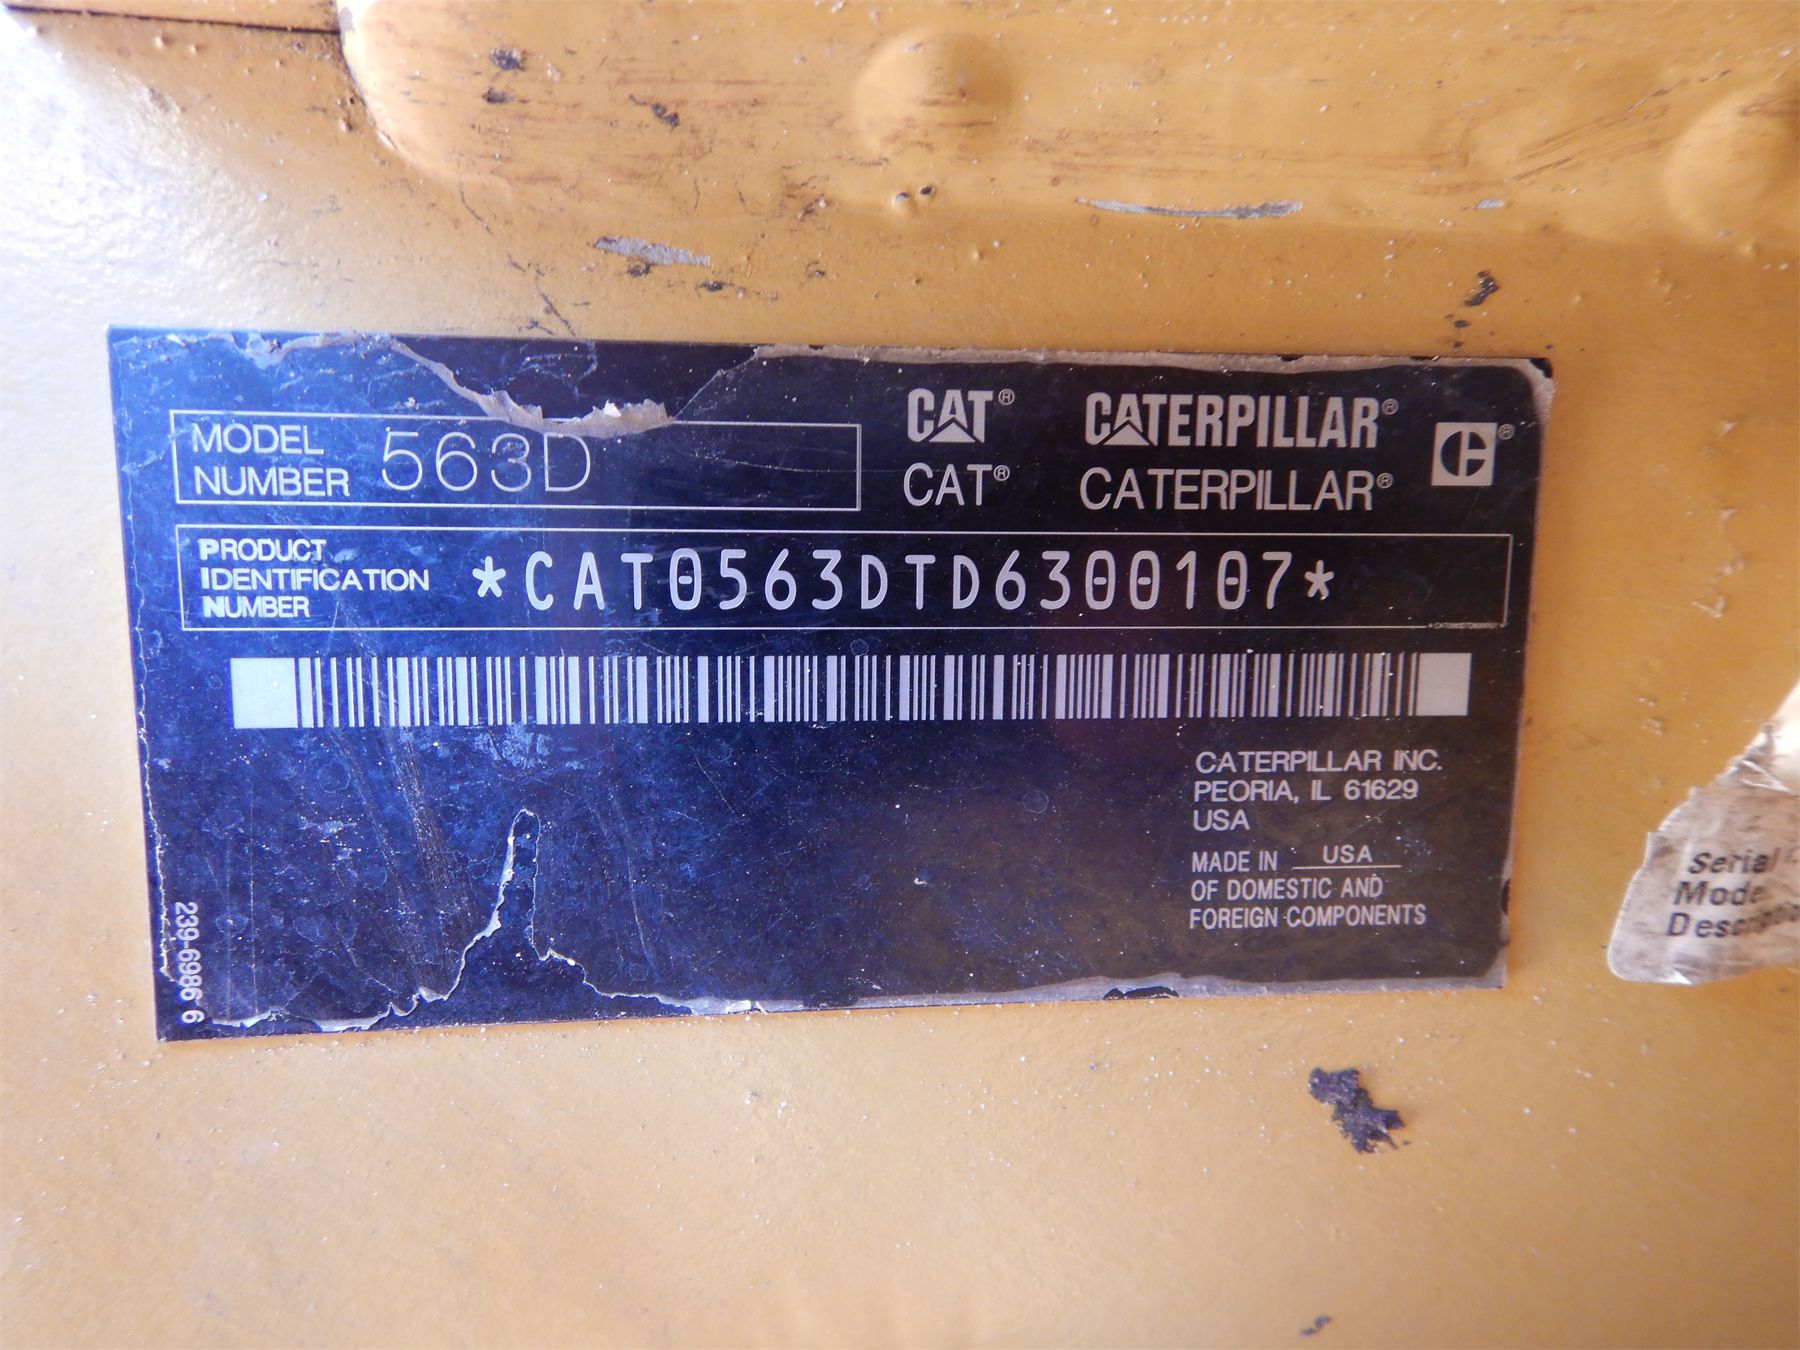 MODEL NUMBER 563D
CAT® CATERPILLAR®
CAT® CATERPILLAR®
PRODUCT
IDENTIFICATION
NUMBER
*CAT0563DTD6300107*
CATERPILLAR INC.
PEORIA, IL 61629
USA
MADE IN USA
OF DOMESTIC AND
FOREIGN COMPONENTS
239-6986 6
Serial
Mode